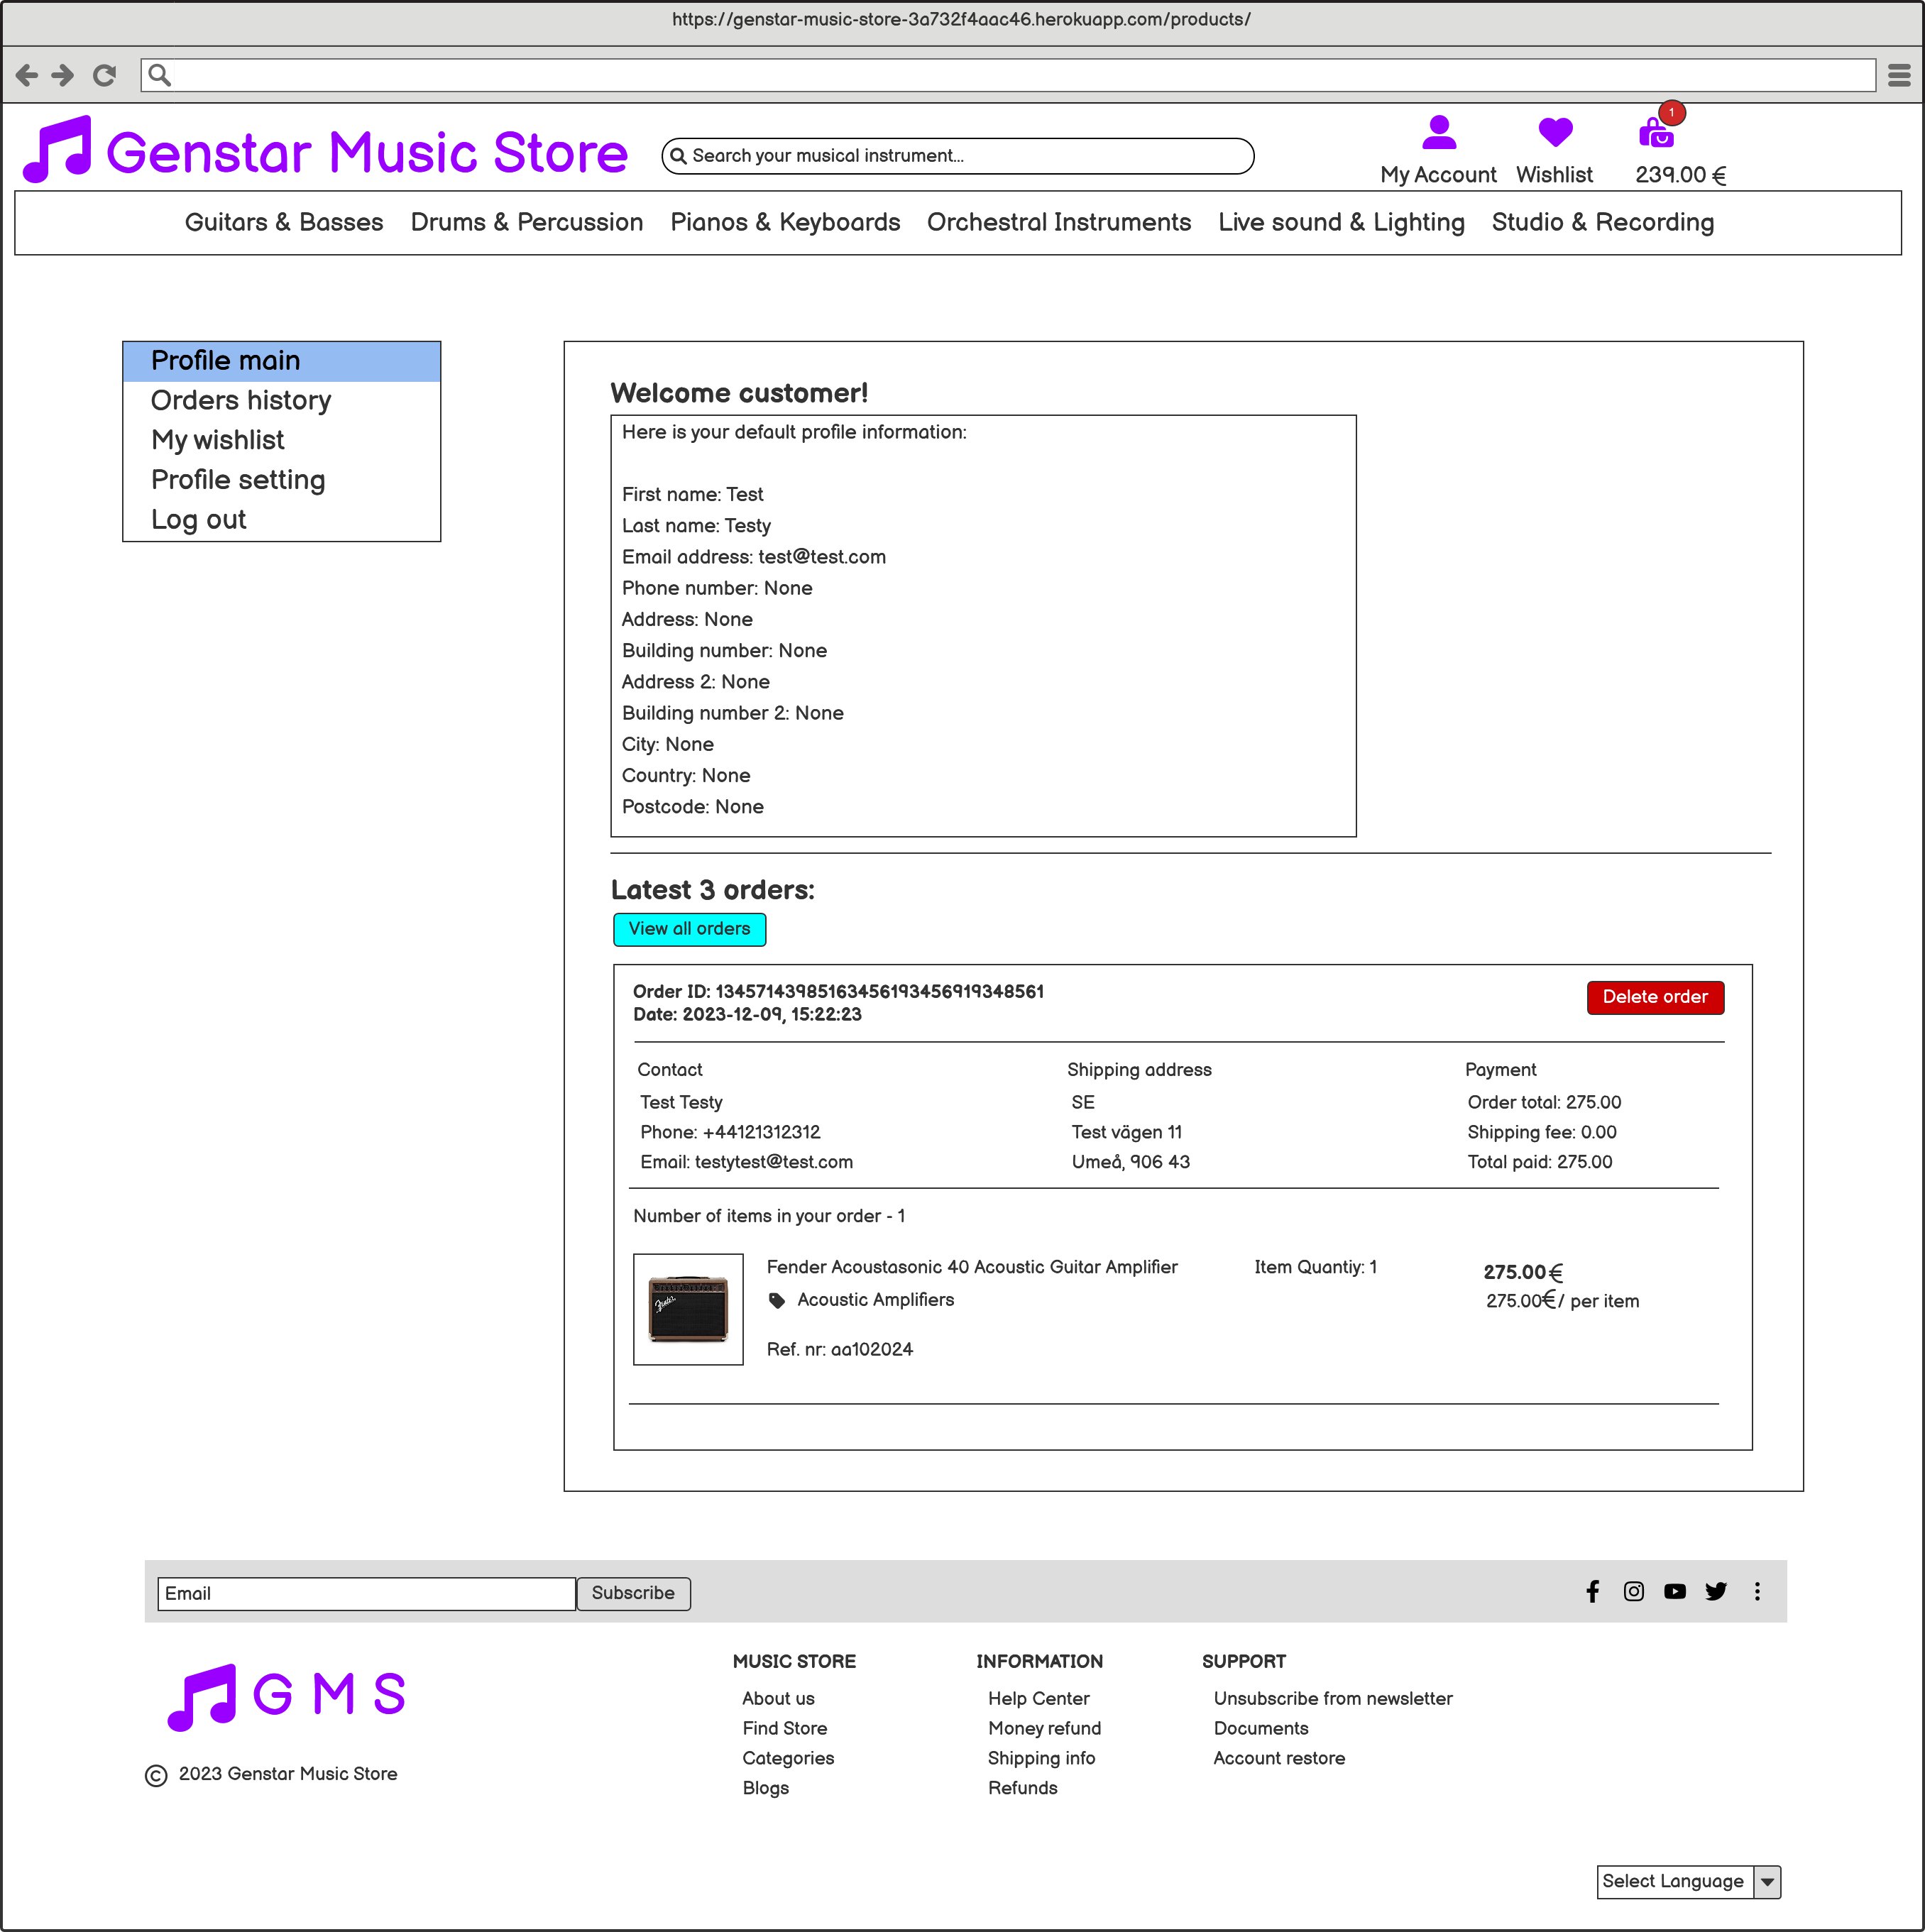 https://genstar-music-store-3a732f4aac46.herokuapp.com/products/
1
Genstar Music Store
Search your musical instrument...
My Account Wishlist 239.00 €
Guitars & Basses Drums & Percussion Pianos & Keyboards Orchestral Instruments Live sound & Lighting Studio & Recording
Profile main
Orders history
My wishlist
Profile setting
Log out
Welcome customer!
Here is your default profile information:
First name: Test
Last name: Testy
Email address: test@test.com
Phone number: None
Address: None
Building number: None
Address 2: None
Building number 2: None
City: None
Country: None
Postcode: None
Latest 3 orders:
View all orders
Order ID: 13457143985163456193456919348561
Delete order
Date: 2023-12-09, 15:22:23
Contact Shipping address Payment
Test Testy SE Order total: 275.00
Phone: +44121312312 Test vägen 11 Shipping fee: 0.00
Email: testytest@test.com Umeå, 906 43 Total paid: 275.00
Number of items in your order - 1
Fender Acoustasonic 40 Acoustic Guitar Amplifier Item Quantiy: 1 275.00€
Fender
Acoustic Amplifiers 275.00€/ per item
Ref. nr: aa102024
Email Subscribe
MUSIC STORE INFORMATION SUPPORT
G M S
About us Help Center Unsubscribe from newsletter
Find Store Money refund Documents
Categories Shipping info Account restore
© 2023 Genstar Music Store
Blogs Refunds
Select Language